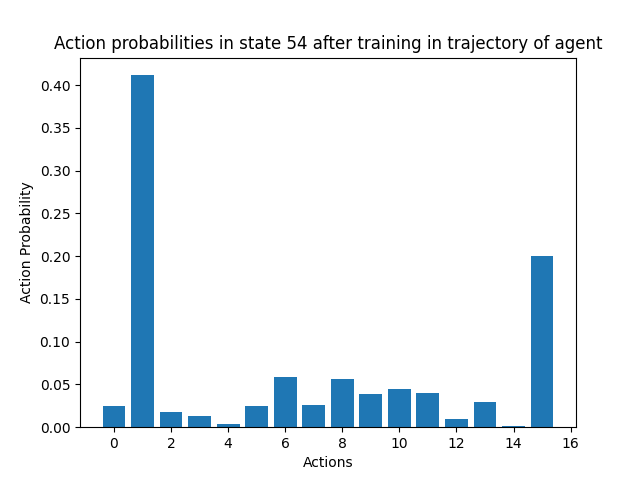 Action probabilities in state 54 after training in trajectory of agent
0.40
0.35
0.30
0.25
0.20
0.15
0.10
0.05
0.00
Action Probability
0 2 4 6 8 10 12 14 16
Actions